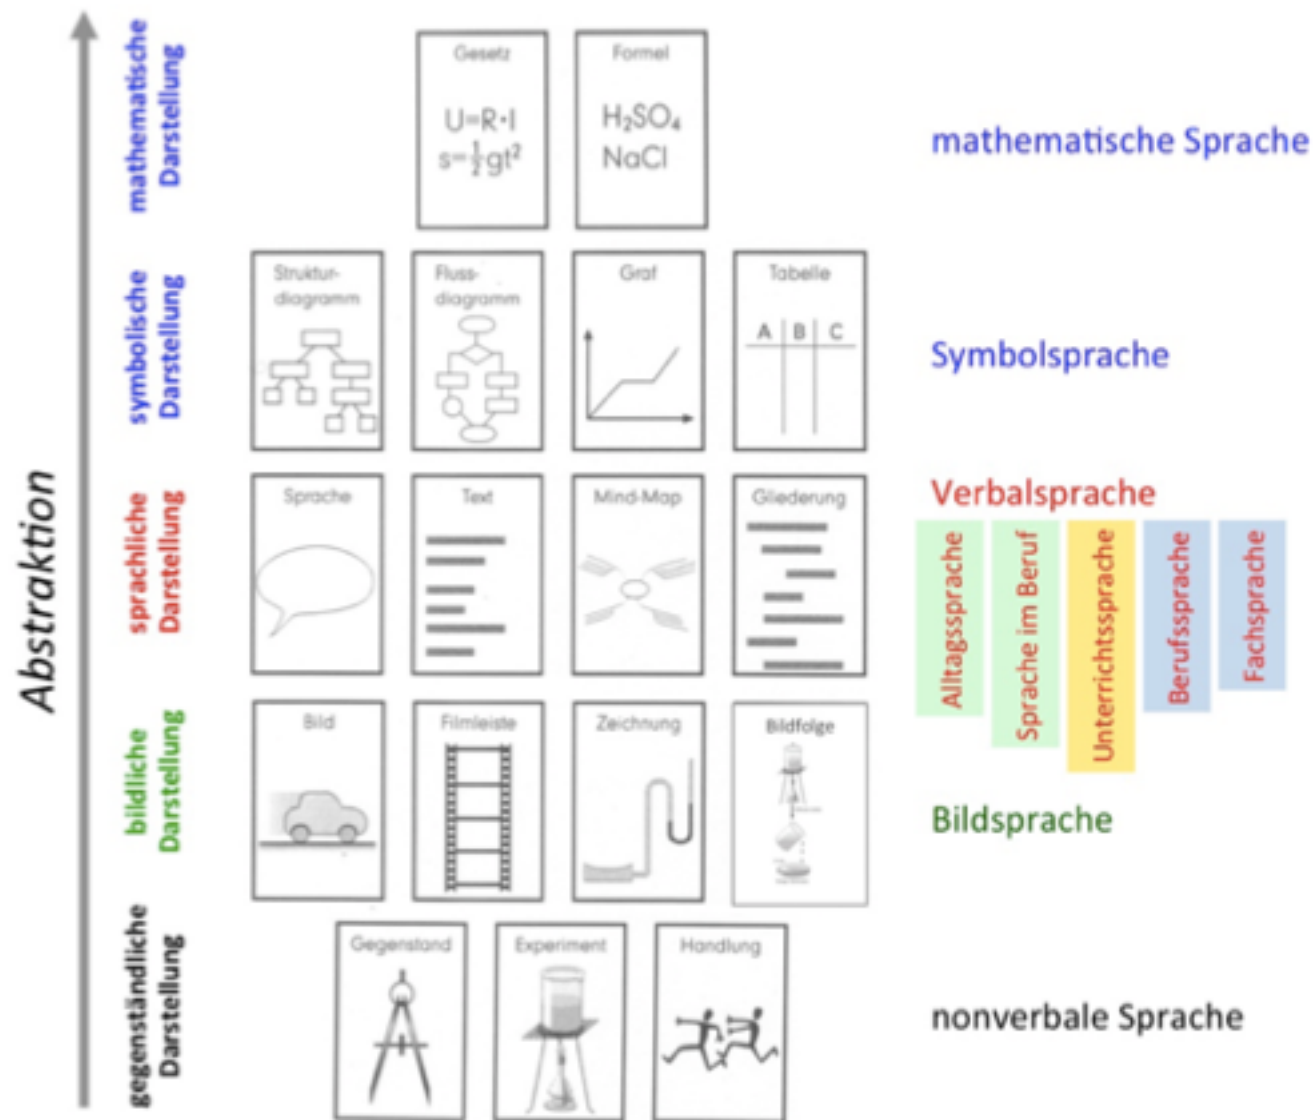 Abstraktion
mathematische
Darstellung
Gesetz
U=R·I
s=½gt²
Formel
H₂SO₄
NaCl
mathematische Sprache
symbolische
Darstellung
Struktur-
diagramm
Fluss-
diagramm
Graf
Tabelle
A B C
Symbolsprache
sprachliche
Darstellung
Sprache
Text
Mind-Map
Gliederung
Verbalsprache
Alltagssprache
Sprache im Beruf
Unterrichtssprache
Berufssprache
Fachsprache
bildliche
Darstellung
Bild
Filmleiste
Zeichnung
Bildfolge
Bildsprache
gegenständliche
Darstellung
Gegenstand
Experiment
Handlung
nonverbale Sprache